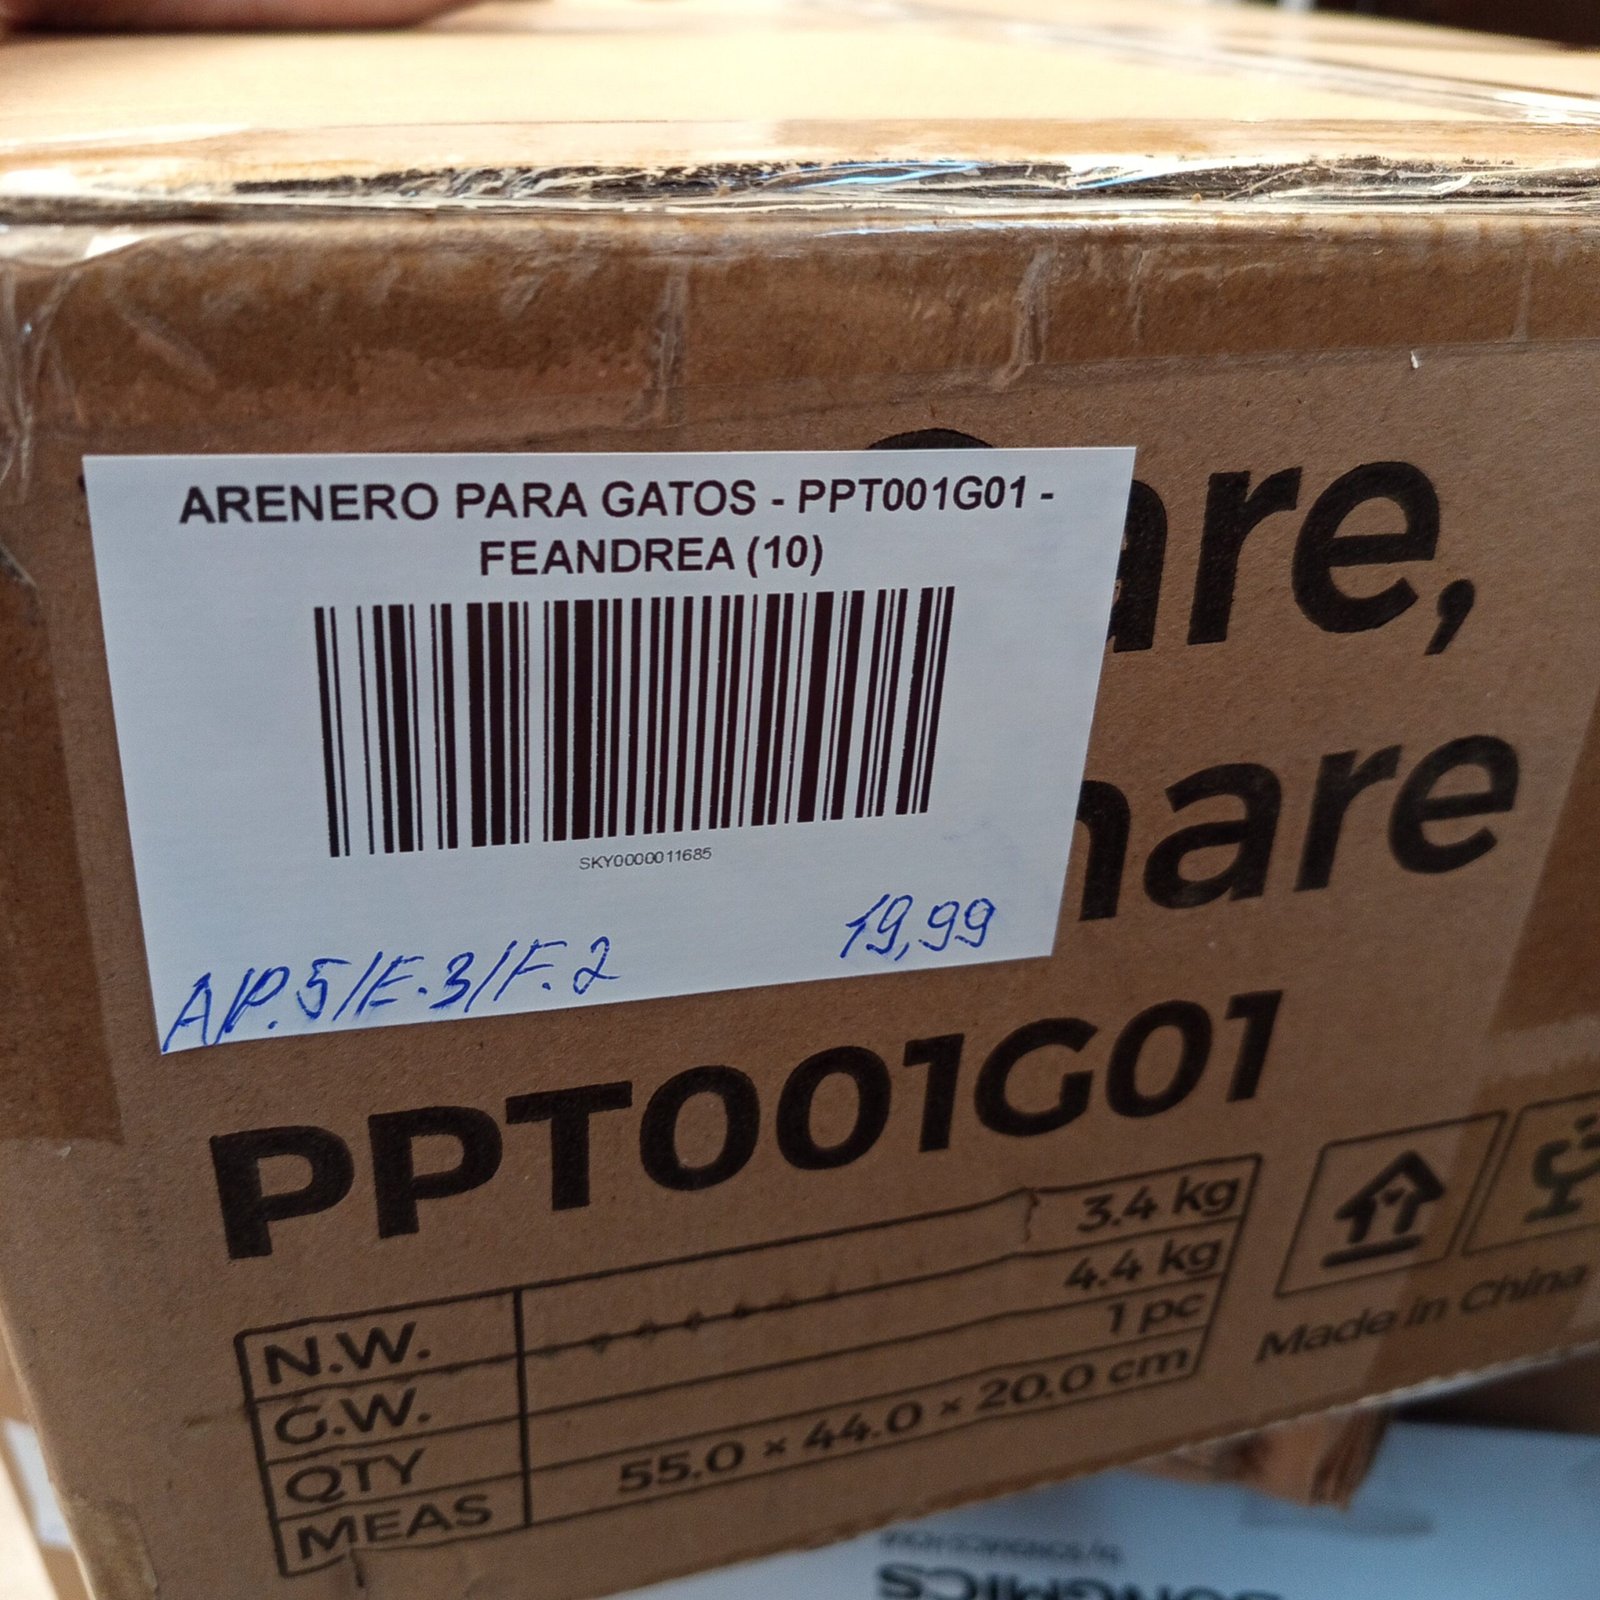 ARENERO PARA GATOS - PPT001G01 -
FEANDREA (10)
SKY0000011685
A/P.5/E.3/F.2 19,99
are,
hare
PPT001G01
N.W. 3.4 kg
G.W. 4.4 kg
QTY 1 pc
MEAS 55.0 × 44.0 × 20.0 cm
Made in China
SONGMICS